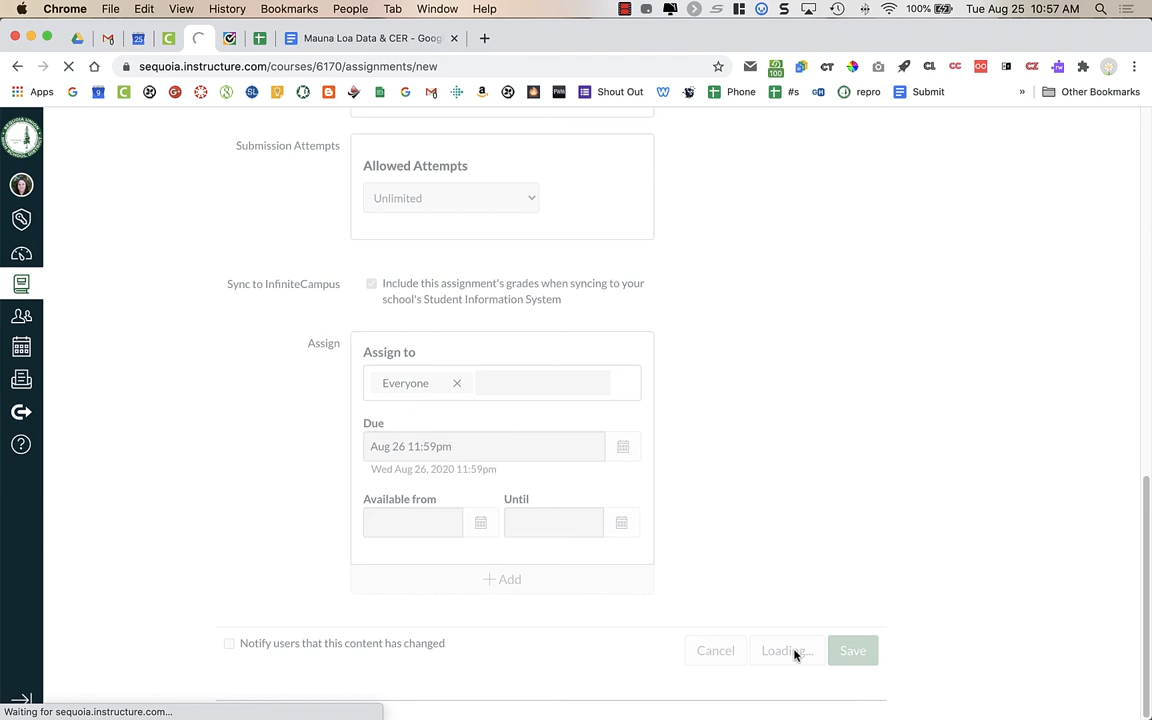 Chrome File Edit View History Bookmarks People Tab Window Help 100% Tue Aug 25 10:57 AM
Mauna Loa Data & CER - Goog
sequoia.instructure.com/courses/6170/assignments/new
Apps Shout Out Phone #s repro Submit » Other Bookmarks
Submission Attempts
Allowed Attempts
Unlimited
Sync to InfiniteCampus
Include this assignment's grades when syncing to your
school's Student Information System
Assign
Assign to
Everyone
Due
Aug 26 11:59pm
Wed Aug 26, 2020 11:59pm
Available from Until
+ Add
Notify users that this content has changed
Cancel Loading... Save
Waiting for sequoia.instructure.com...